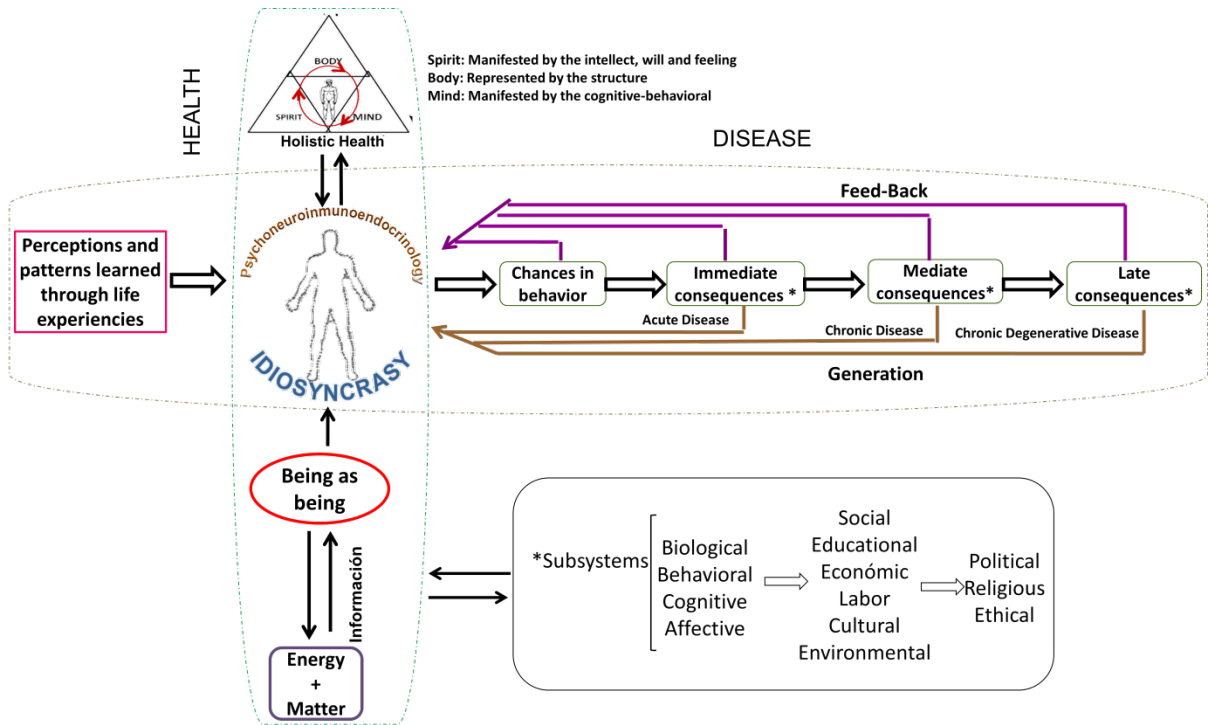 HEALTH
BODY
SPIRIT
MIND
Holistic Health
Spirit: Manifested by the intellect, will and feeling
Body: Represented by the structure
Mind: Manifested by the cognitive-behavioral
DISEASE
Perceptions and
patterns learned
through life
experiencies
Psychoneuroinmunoendocrinology
IDIOSYNCRASY
Feed-Back
Chances in
behavior
Immediate
consequences *
Mediate
consequences*
Late
consequences*
Acute Disease
Chronic Disease
Chronic Degenerative Disease
Generation
Being as
being
Información
Energy
+
Matter
*Subsystems
Biological
Behavioral
Cognitive
Affective
Social
Educational
Económic
Labor
Cultural
Environmental
Political
Religious
Ethical